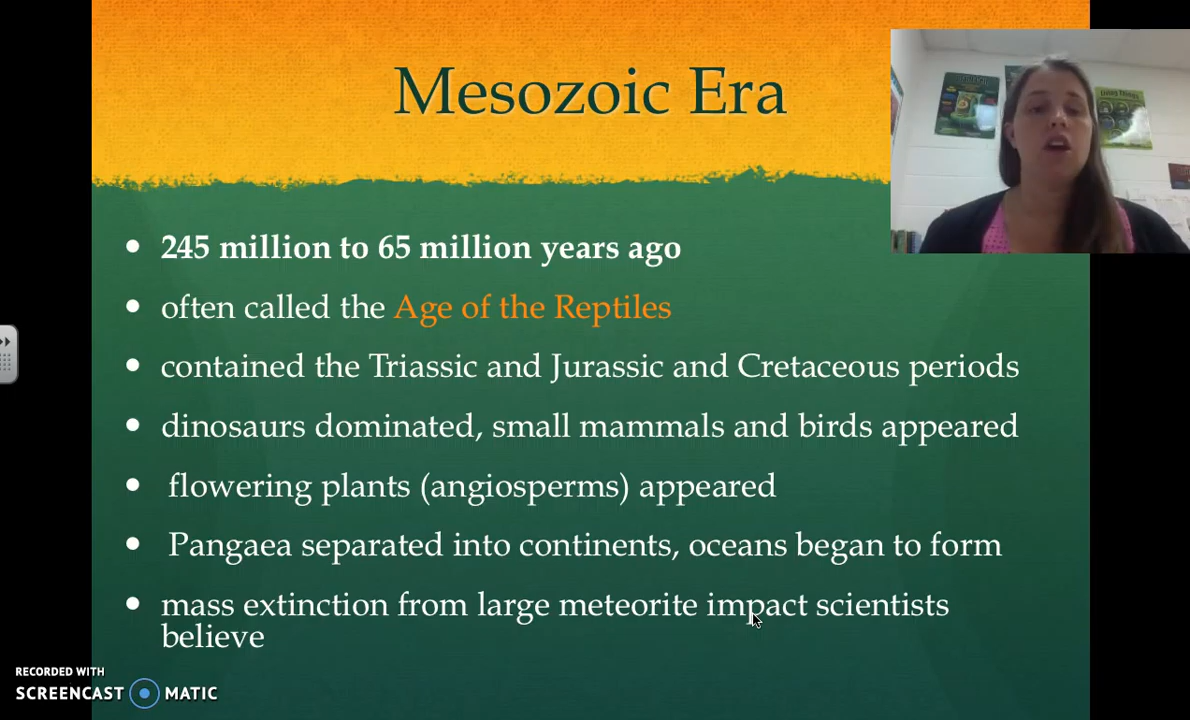 Mesozoic Era
• 245 million to 65 million years ago
• often called the Age of the Reptiles
• contained the Triassic and Jurassic and Cretaceous periods
• dinosaurs dominated, small mammals and birds appeared
• flowering plants (angiosperms) appeared
• Pangaea separated into continents, oceans began to form
• mass extinction from large meteorite impact scientists
believe
RECORDED WITH
SCREENCAST MATIC